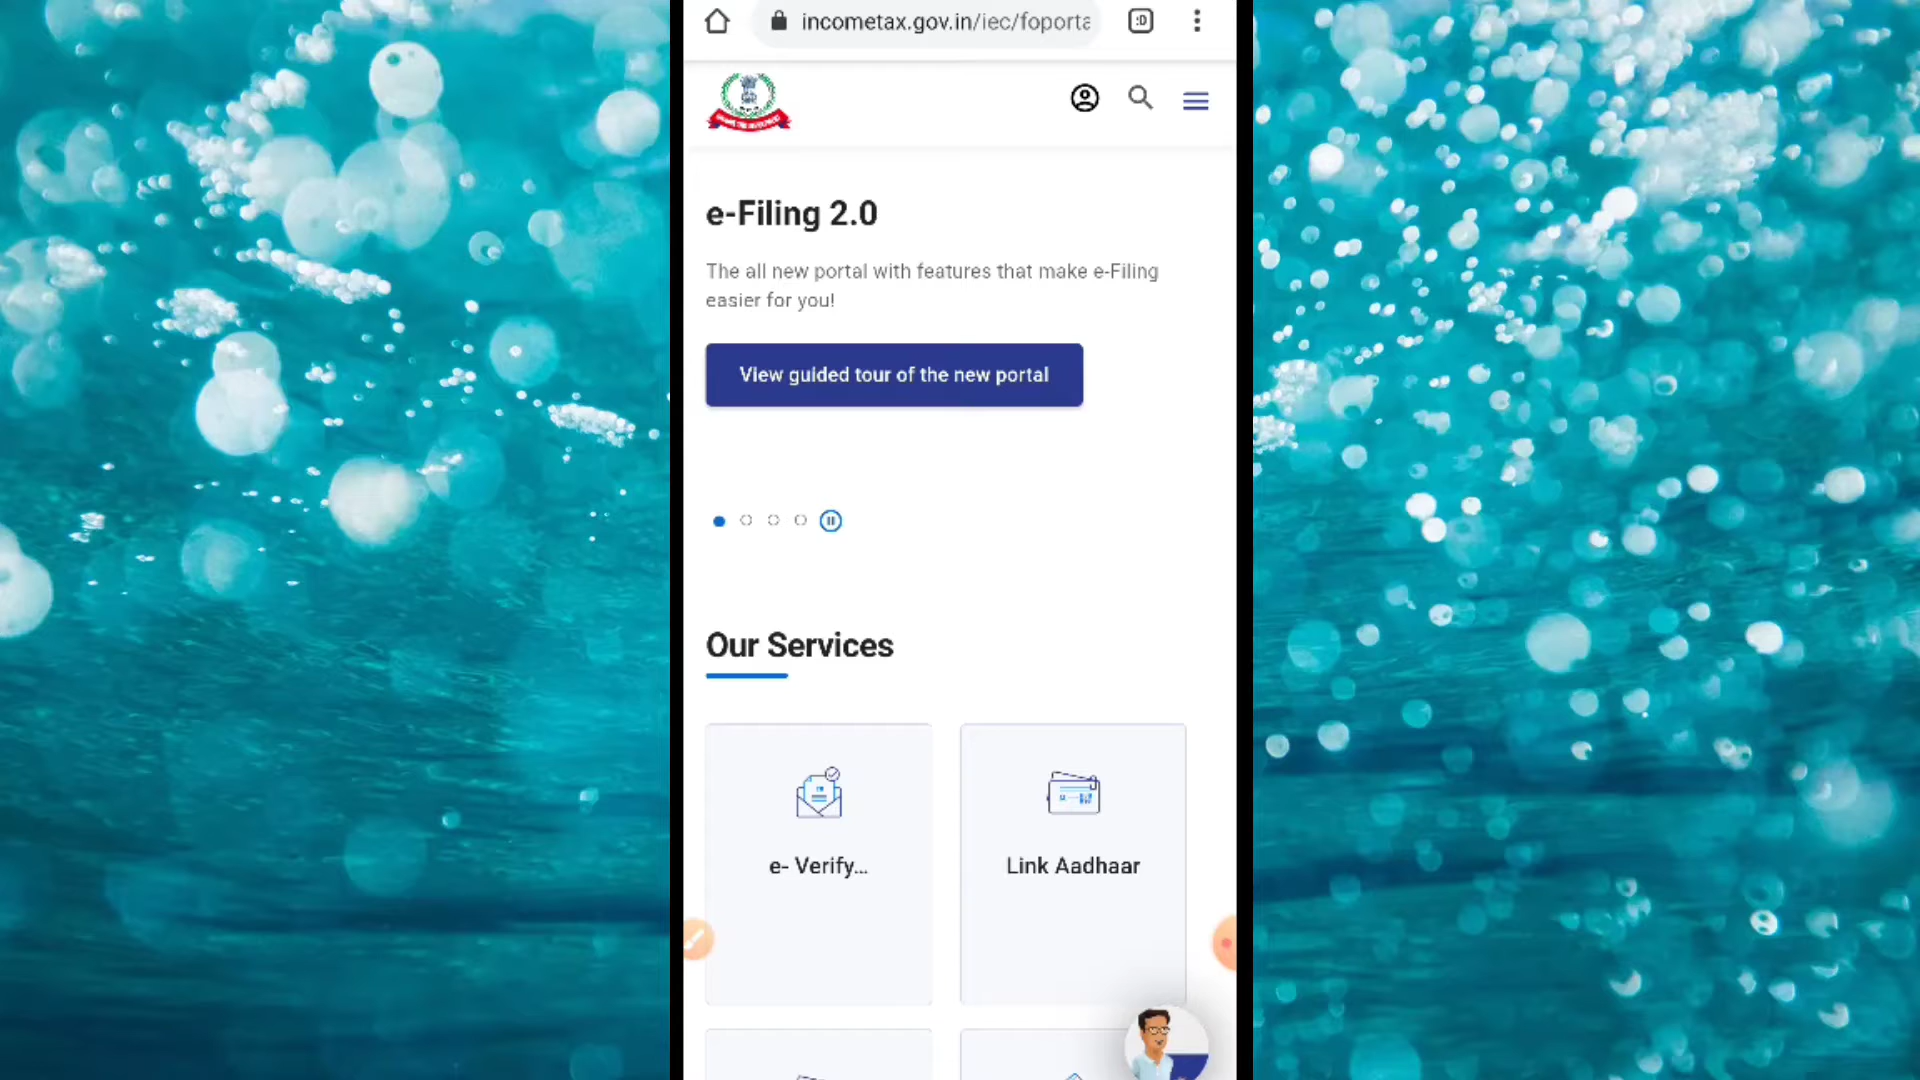 incometax.gov.in/iec/foporta
:D
e-Filing 2.0
The all new portal with features that make e-Filing
easier for you!
View guided tour of the new portal
Our Services
e- Verify...
Link Aadhaar